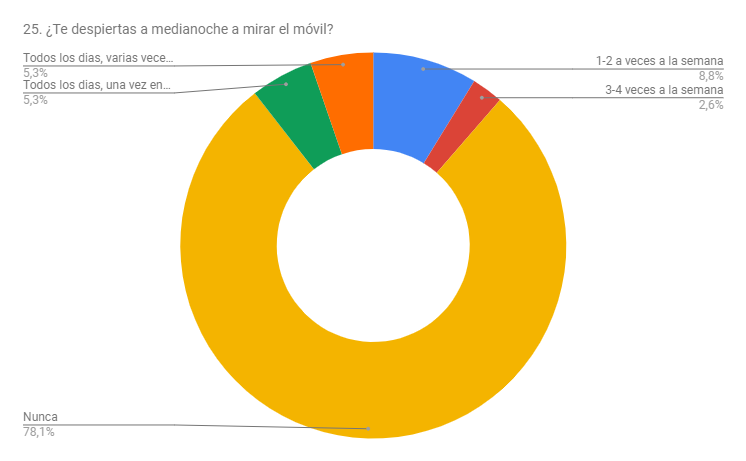 25. ¿Te despiertas a medianoche a mirar el móvil?
Todos los dias, varias vece...
5,3%
Todos los dias, una vez en...
5,3%
1-2 a veces a la semana
8,8%
3-4 veces a la semana
2,6%
Nunca
78,1%